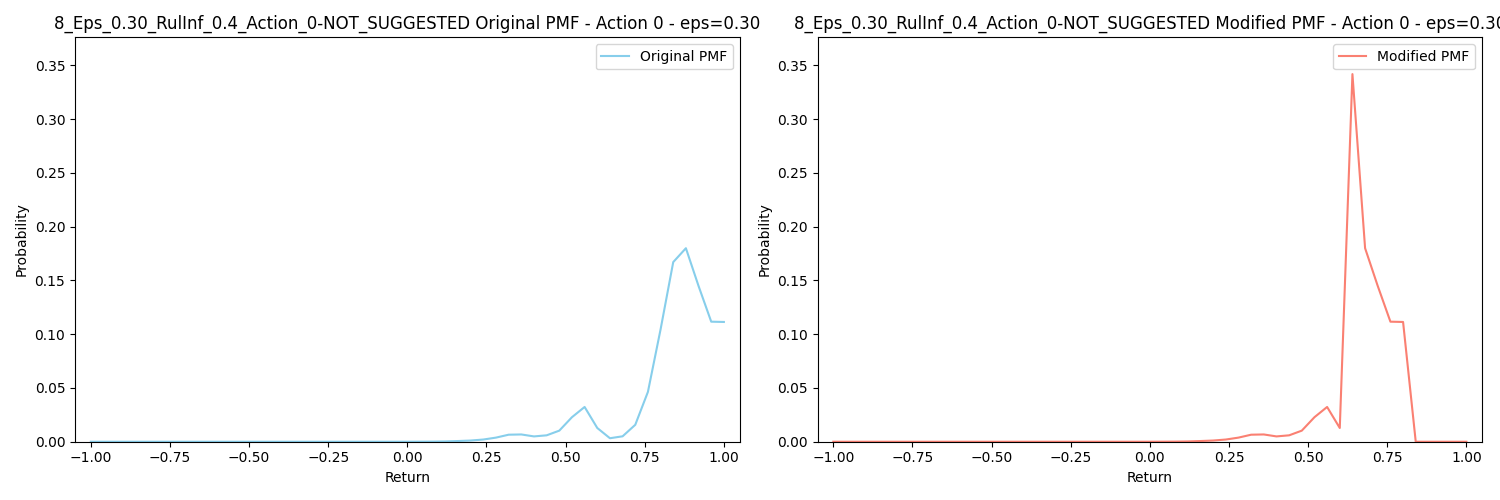 8_Eps_0.30_RulInf_0.4_Action_0-NOT_SUGGESTED Original PMF - Action 0 - eps=0.30
Original PMF
0.35
0.30
0.25
0.20
0.15
0.10
0.05
0.00
Probability
−1.00 −0.75 −0.50 −0.25 0.00 0.25 0.50 0.75 1.00
Return
8_Eps_0.30_RulInf_0.4_Action_0-NOT_SUGGESTED Modified PMF - Action 0 - eps=0.30
Modified PMF
0.35
0.30
0.25
0.20
0.15
0.10
0.05
0.00
Probability
−1.00 −0.75 −0.50 −0.25 0.00 0.25 0.50 0.75 1.00
Return